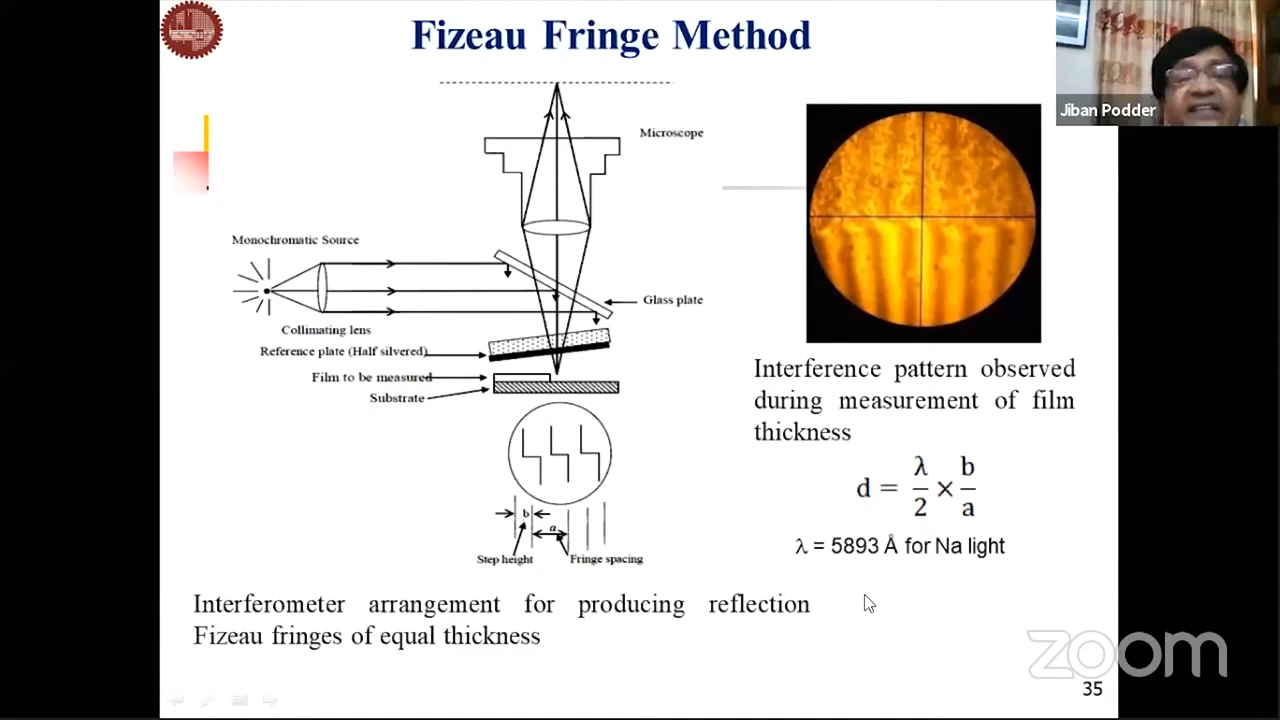 Fizeau Fringe Method
Jiban Podder
Microscope
Monochromatic Source
Glass plate
Collimating lens
Reference plate (Half silvered)
Film to be measured
Substrate
b
a
Step height
Fringe spacing
Interferometer arrangement for producing reflection
Fizeau fringes of equal thickness
Interference pattern observed
during measurement of film
thickness
d = λ/2 × b/a
λ = 5893 Å for Na light
zoom
35